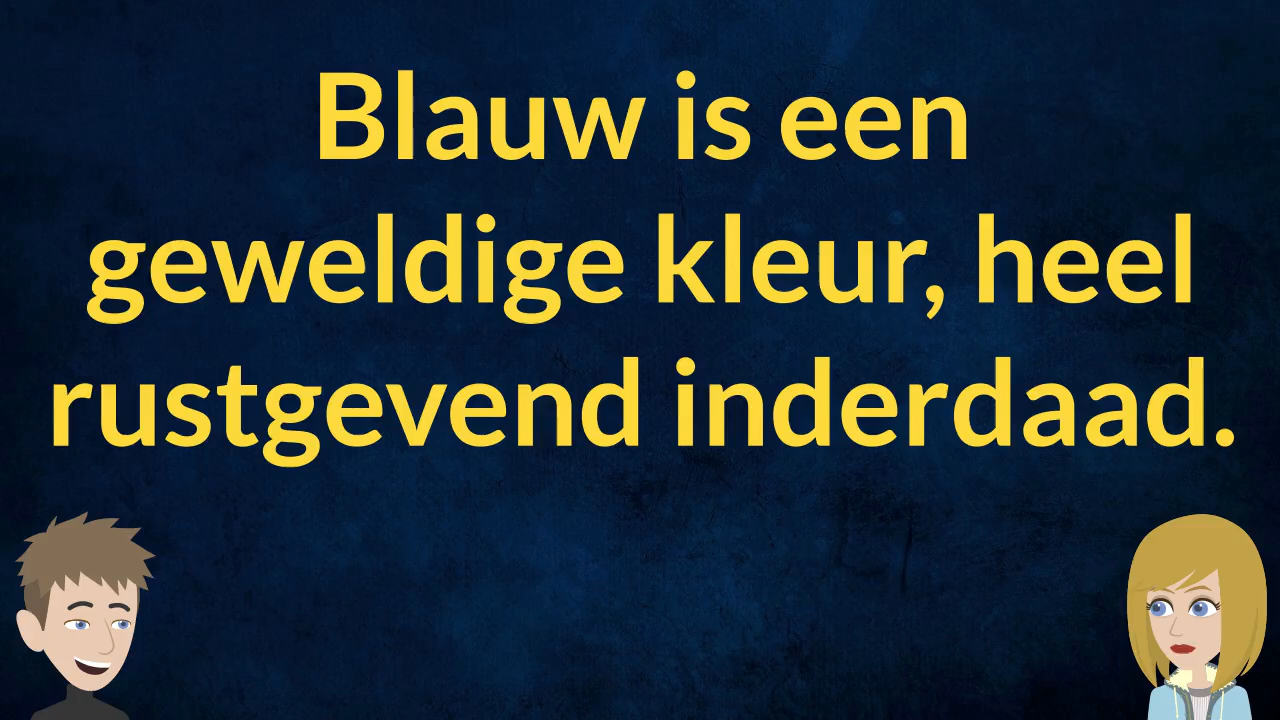 Blauw is een
geweldige kleur, heel
rustgevend inderdaad.